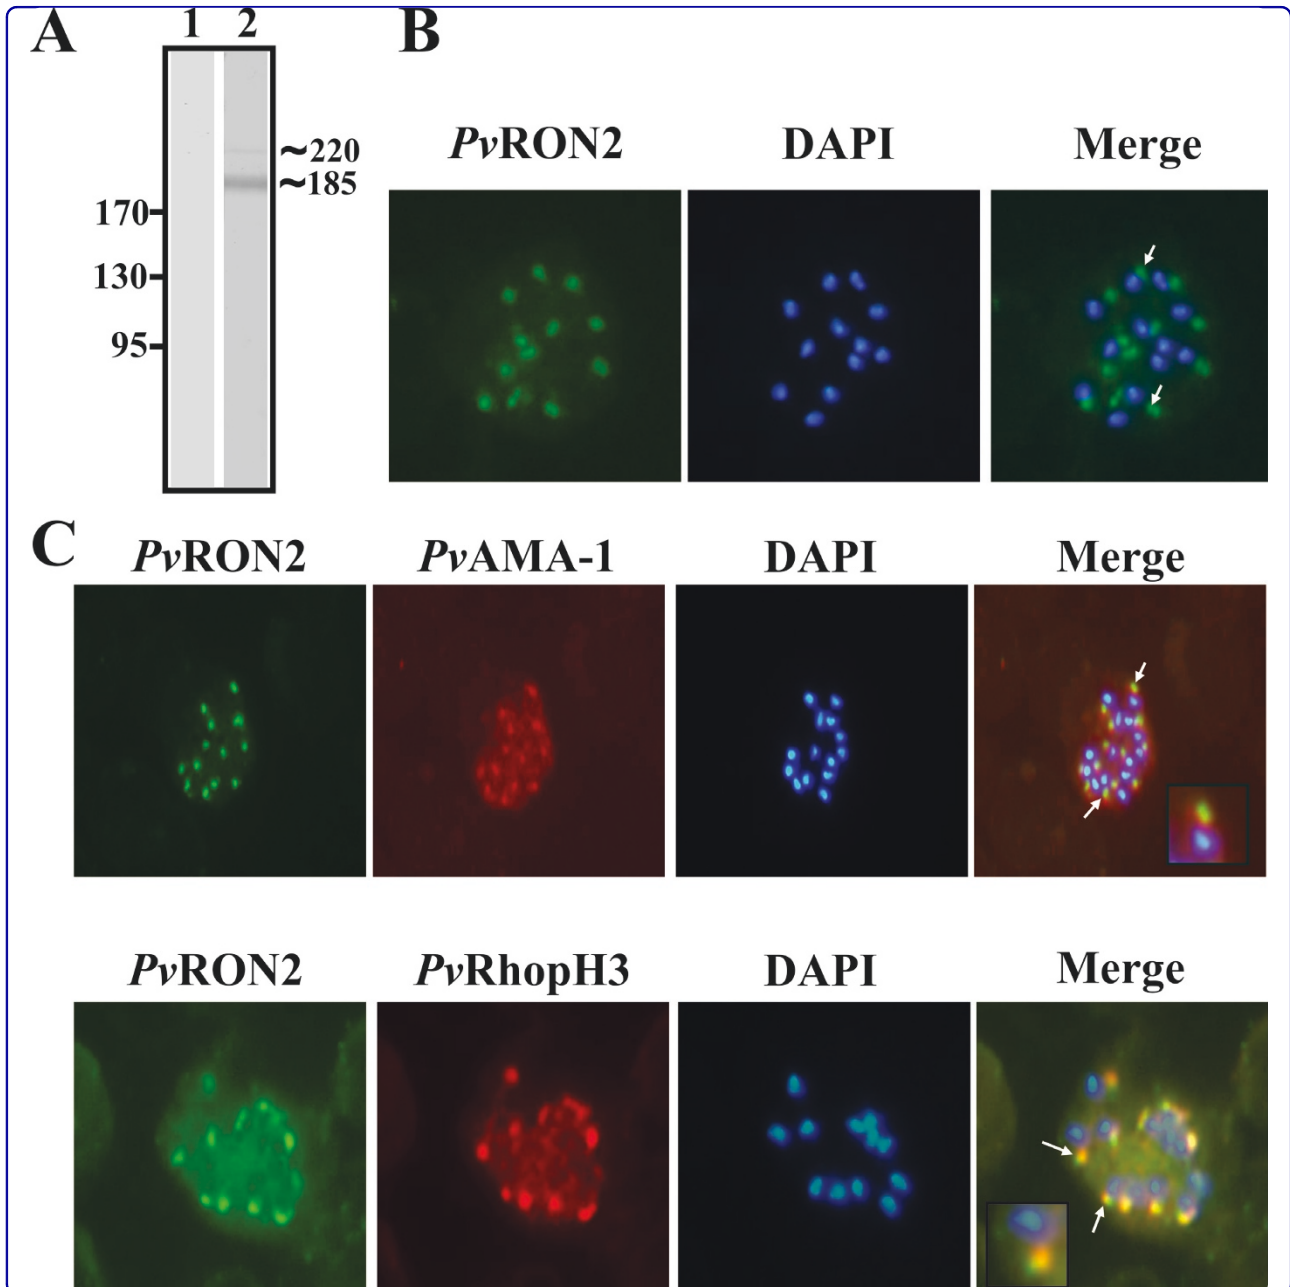 A
1 2
B
~220
~185
170
130
95
PvRON2 DAPI Merge
C
PvRON2 PvAMA-1 DAPI Merge
PvRON2 PvRhopH3 DAPI Merge